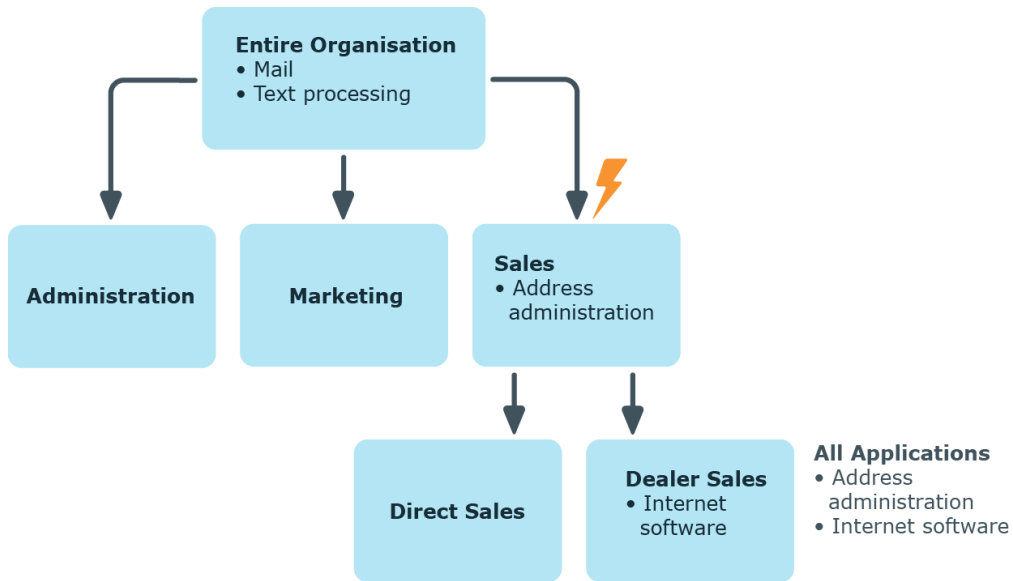 Entire Organisation
• Mail
• Text processing
Administration
Marketing
Sales
• Address
administration
Direct Sales
Dealer Sales
• Internet
software
All Applications
• Address
administration
• Internet software